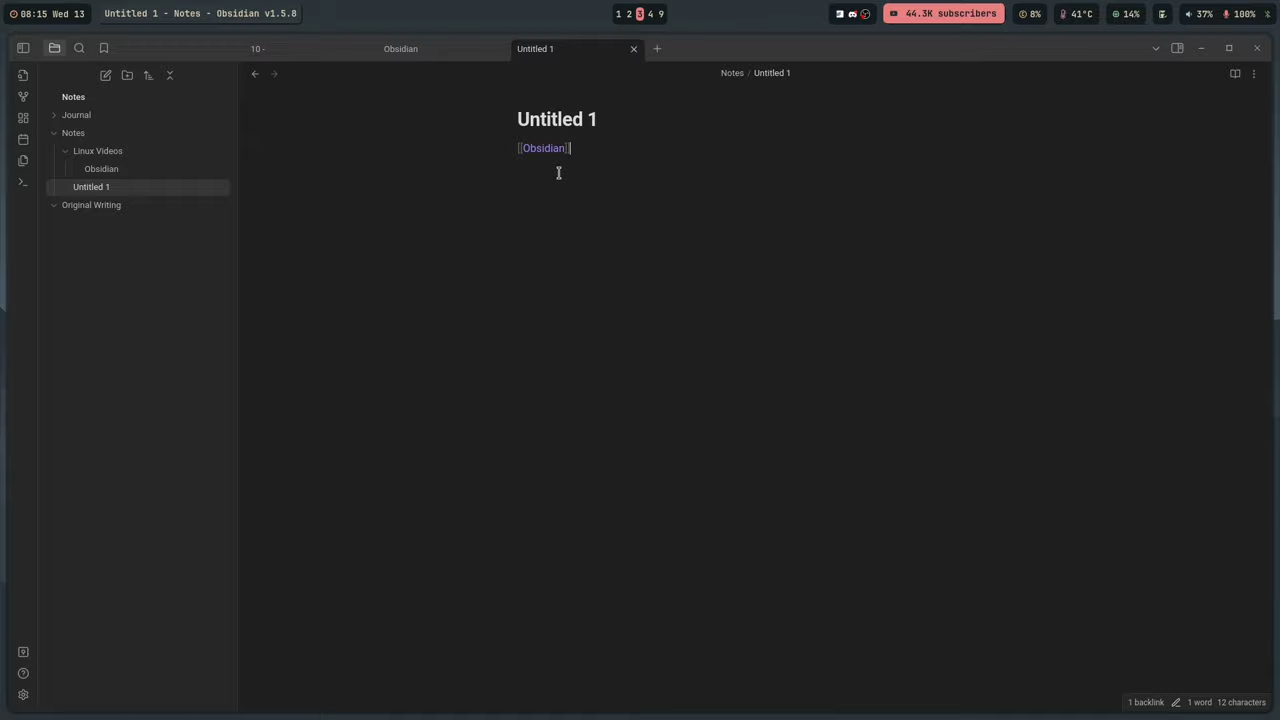 08:15 Wed 13
Untitled 1 - Notes - Obsidian v1.5.8
1 2 3 4 9
44.3K subscribers
8%
41°C
14%
37%
100%
10 -
Obsidian
Untitled 1
Notes / Untitled 1
Notes
Journal
Notes
Linux Videos
Obsidian
Untitled 1
Original Writing
Untitled 1
[[Obsidian]]
1 backlink
1 word
12 characters